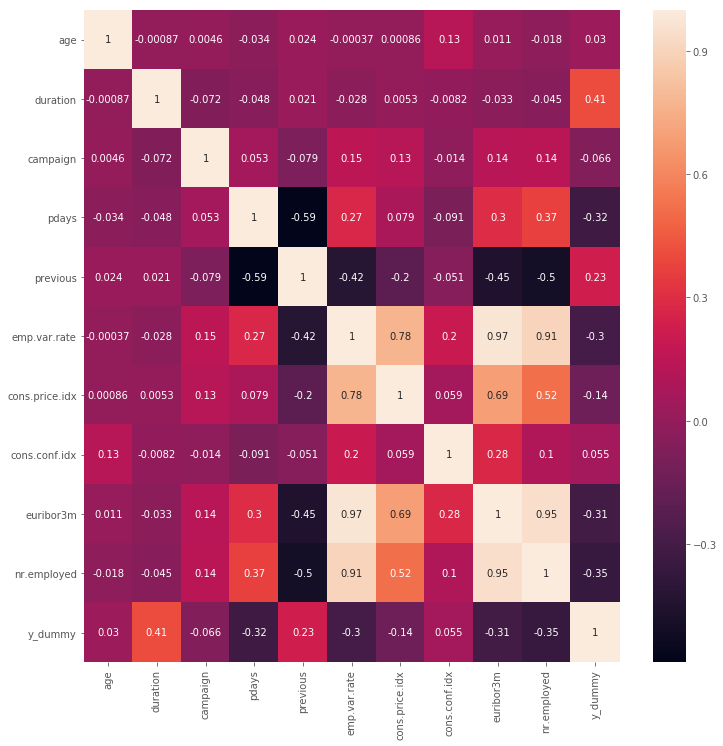 age 1 -0.00087 0.0046 -0.034 0.024 -0.00037 0.00086 0.13 0.011 -0.018 0.03
duration -0.00087 1 -0.072 -0.048 0.021 -0.028 0.0053 -0.0082 -0.033 -0.045 0.41
campaign 0.0046 -0.072 1 0.053 -0.079 0.15 0.13 -0.014 0.14 0.14 -0.066
pdays -0.034 -0.048 0.053 1 -0.59 0.27 0.079 -0.091 0.3 0.37 -0.32
previous 0.024 0.021 -0.079 -0.59 1 -0.42 -0.2 -0.051 -0.45 -0.5 0.23
emp.var.rate -0.00037 -0.028 0.15 0.27 -0.42 1 0.78 0.2 0.97 0.91 -0.3
cons.price.idx 0.00086 0.0053 0.13 0.079 -0.2 0.78 1 0.059 0.69 0.52 -0.14
cons.conf.idx 0.13 -0.0082 -0.014 -0.091 -0.051 0.2 0.059 1 0.28 0.1 0.055
euribor3m 0.011 -0.033 0.14 0.3 -0.45 0.97 0.69 0.28 1 0.95 -0.31
nr.employed -0.018 -0.045 0.14 0.37 -0.5 0.91 0.52 0.1 0.95 1 -0.35
y_dummy 0.03 0.41 -0.066 -0.32 0.23 -0.3 -0.14 0.055 -0.31 -0.35 1
age
duration
campaign
pdays
previous
emp.var.rate
cons.price.idx
cons.conf.idx
euribor3m
nr.employed
y_dummy
0.9
0.6
0.3
0.0
-0.3